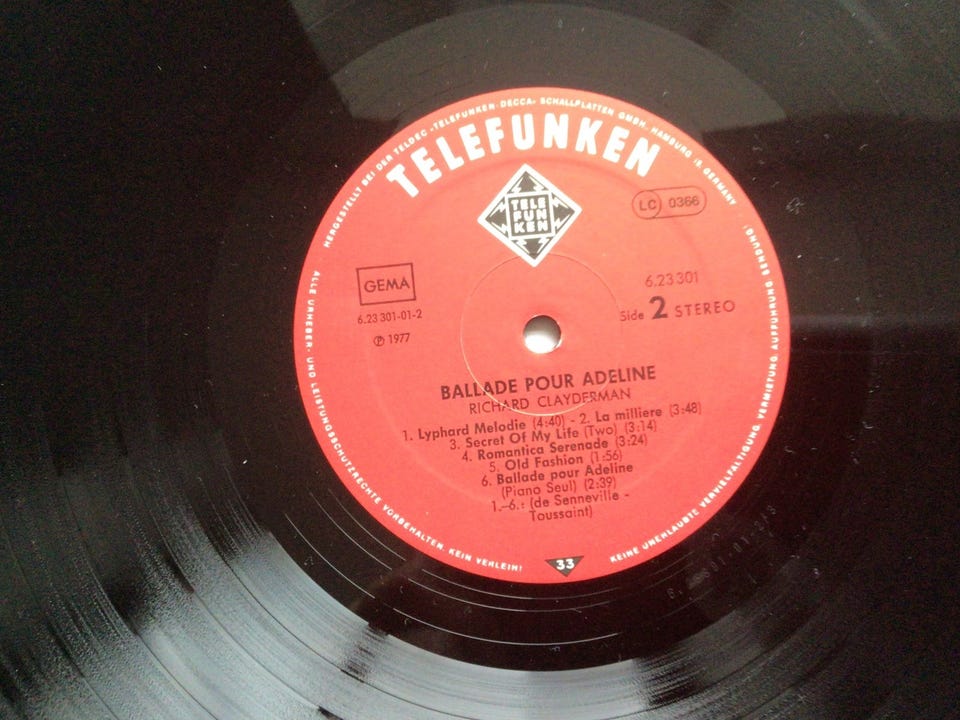 HERGESTELLT BEI DER TELDEC »TELEFUNKEN-DECCA« SCHALLPLATTEN GMBH, HAMBURG /E. GERMANY
TELEFUNKEN
TELE
FUN
KEN
LC 0366
GEMA
6.23 301-01-2
℗ 1977
6.23 301
Side 2 STEREO
BALLADE POUR ADELINE
RICHARD CLAYDERMAN
1. Lyphard Melodie (4:40) - 2. La milliere (3:48)
3. Secret Of My Life (Two) (3:14)
4. Romantica Serenade (3:24)
5. Old Fashion (1:56)
6. Ballade pour Adeline
(Piano Seul) (2:39)
1.–6.: (de Senneville -
Toussaint)
33
ALLE URHEBER- UND LEISTUNGSSCHUTZRECHTE VORBEHALTEN. KEIN VERLEIH!
KEINE UNERLAUBTE VERVIELFÄLTIGUNG, VERMIETUNG, AUFFÜHRUNG, SENDUNG!